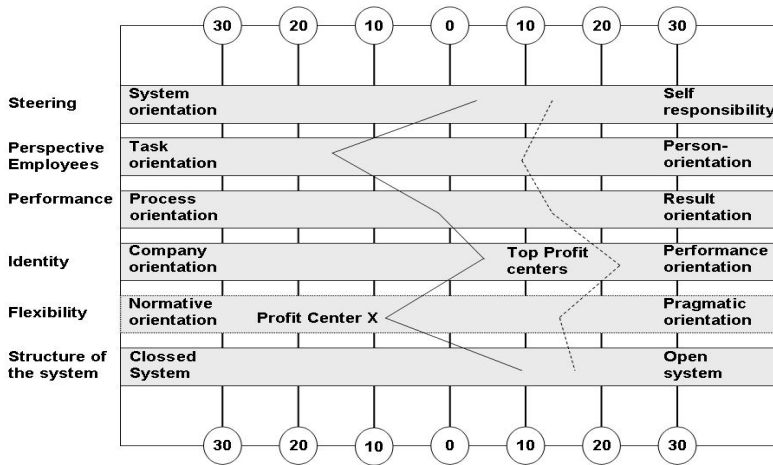 30 20 10 0 10 20 30
Steering
System
orientation
Self
responsibility
Perspective
Employees
Task
orientation
Person-
orientation
Performance
Process
orientation
Result
orientation
Identity
Company
orientation
Top Profit
centers
Performance
orientation
Flexibility
Normative
orientation
Profit Center X
Pragmatic
orientation
Structure of
the system
Clossed
System
Open
system
30 20 10 0 10 20 30